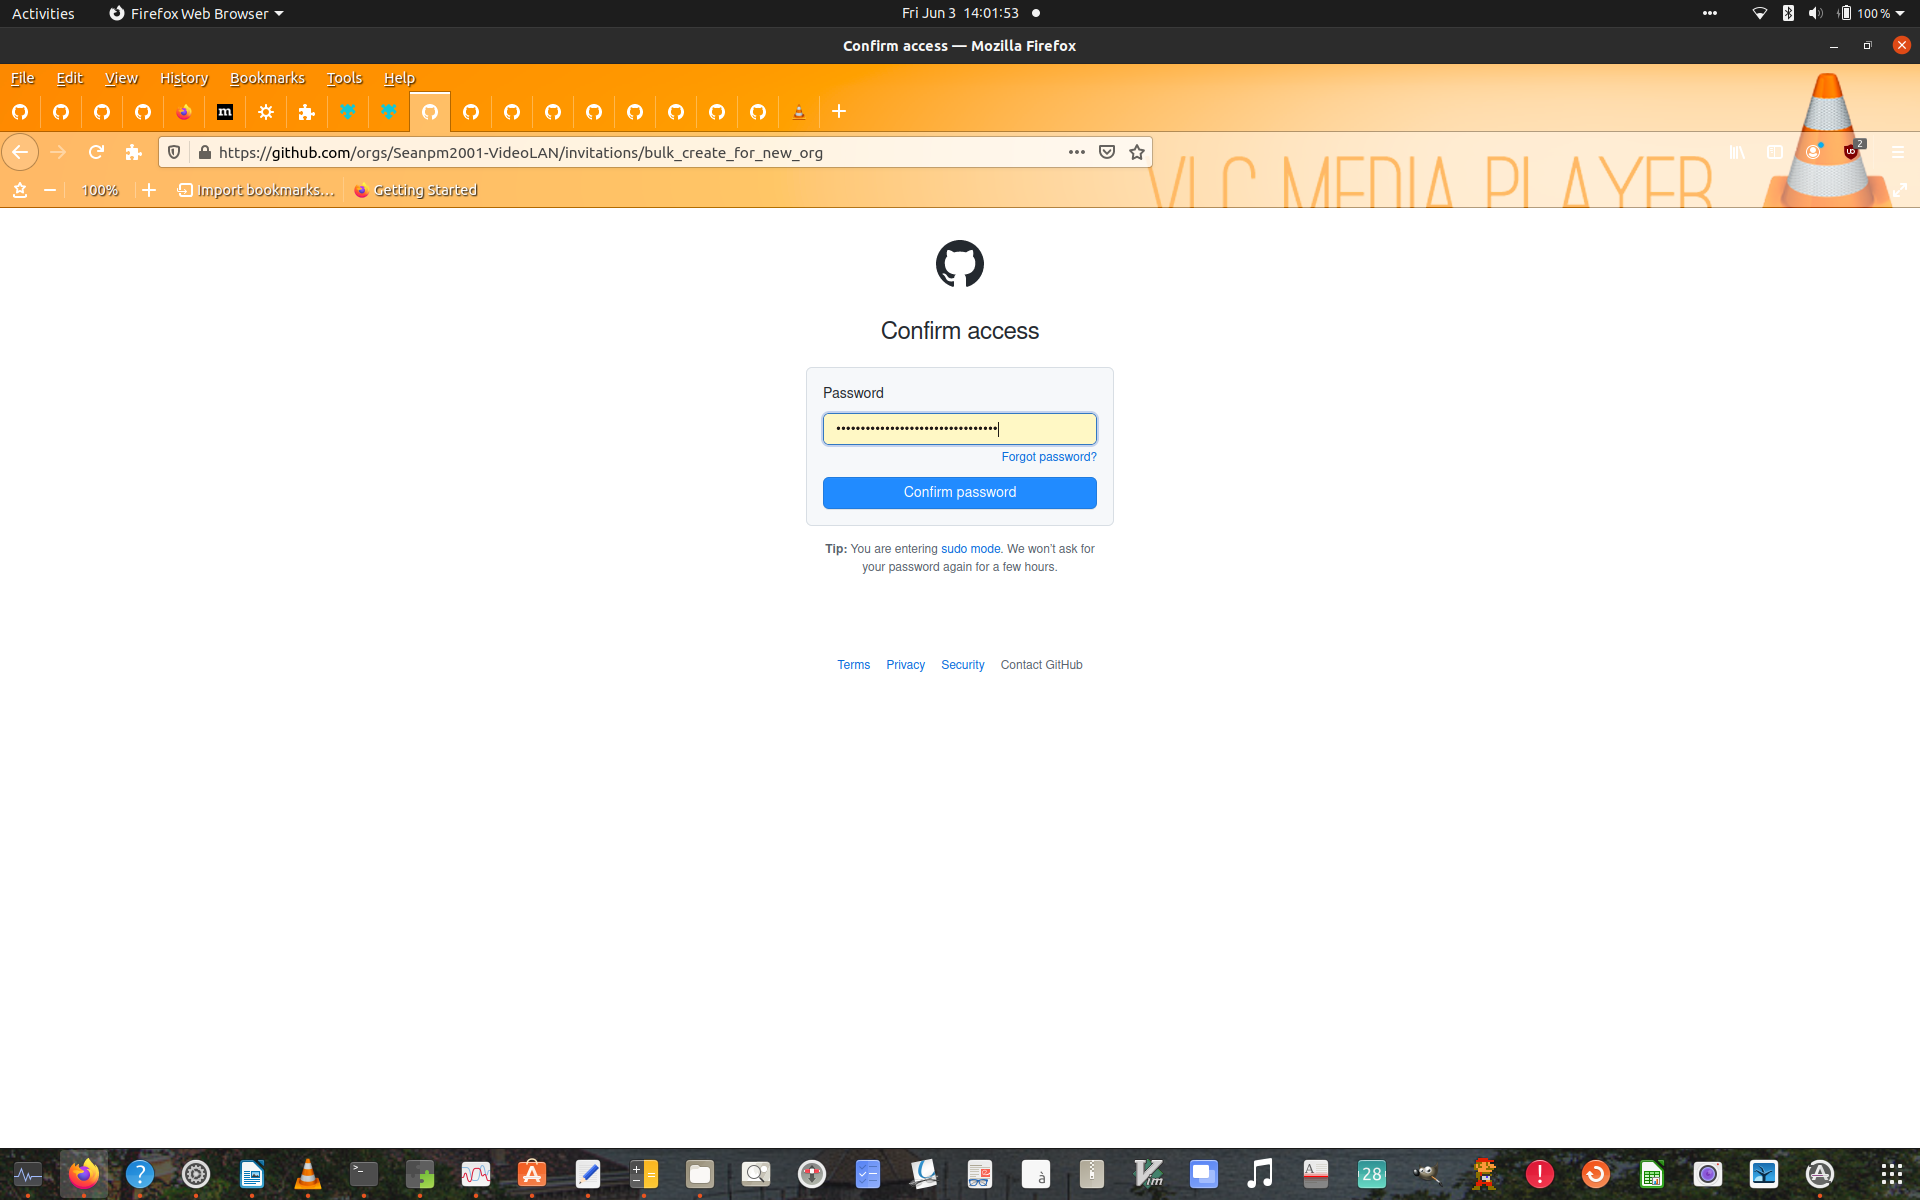 Activities
Firefox Web Browser
Fri Jun 3 14:01:53
100 %
Confirm access — Mozilla Firefox
File Edit View History Bookmarks Tools Help
m
https://github.com/orgs/Seanpm2001-VideoLAN/invitations/bulk_create_for_new_org
2
VLC MEDIA PLAYER
100%
Import bookmarks…
Getting Started
Confirm access
Password
Forgot password?
Confirm password
Tip: You are entering sudo mode. We won't ask for
your password again for a few hours.
Terms Privacy Security Contact GitHub
?
>_
à
Vim
A
28
!